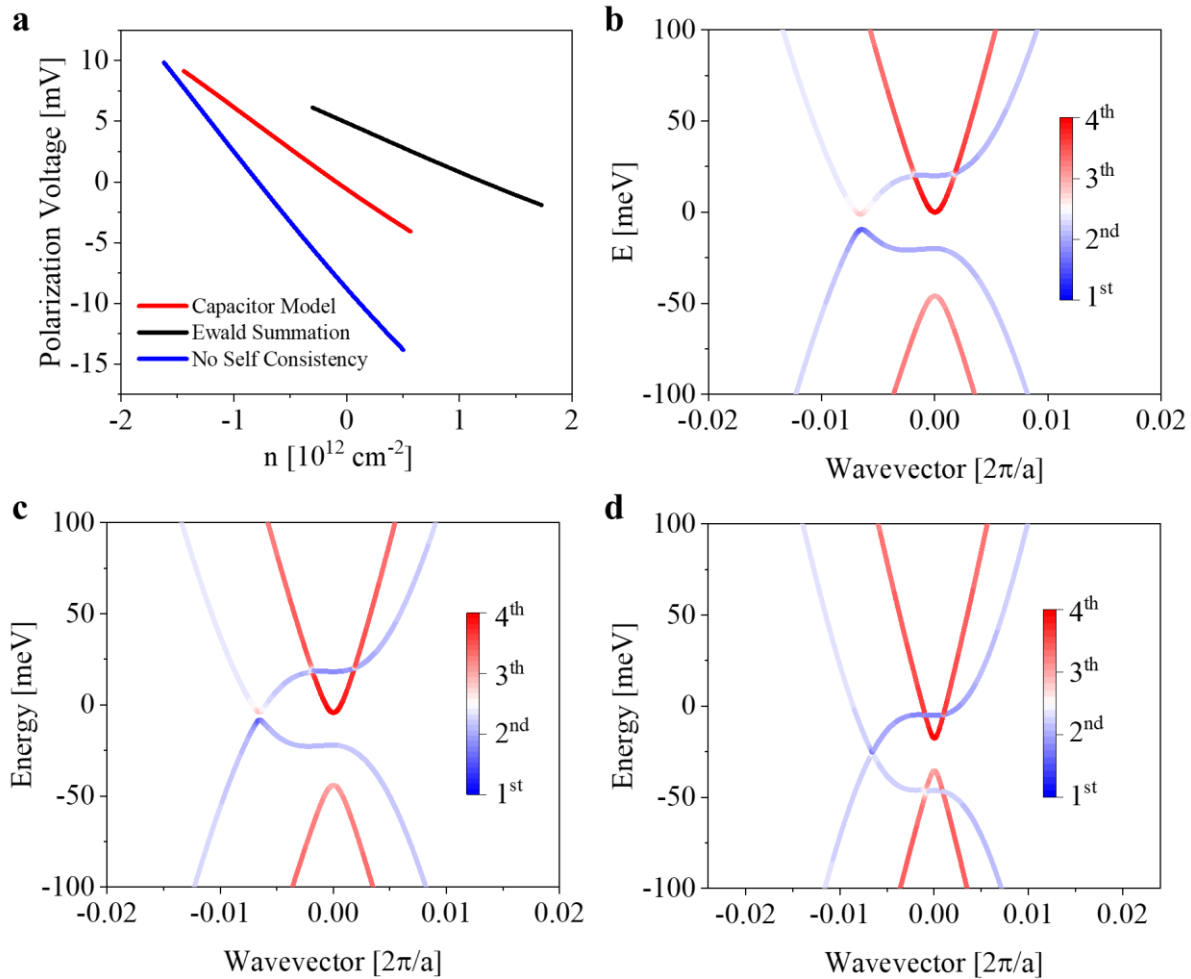 a
Polarization Voltage [mV]
10
5
0
-5
-10
-15
Capacitor Model
Ewald Summation
No Self Consistency
-2
-1
0
1
2
n [10¹² cm⁻²]
b
E [meV]
100
50
0
-50
-100
4th
3th
2nd
1st
-0.02
-0.01
0.00
0.01
0.02
Wavevector [2π/a]
c
Energy [meV]
100
50
0
-50
-100
4th
3th
2nd
1st
-0.02
-0.01
0.00
0.01
0.02
Wavevector [2π/a]
d
Energy [meV]
100
50
0
-50
-100
4th
3th
2nd
1st
-0.02
-0.01
0.00
0.01
0.02
Wavevector [2π/a]